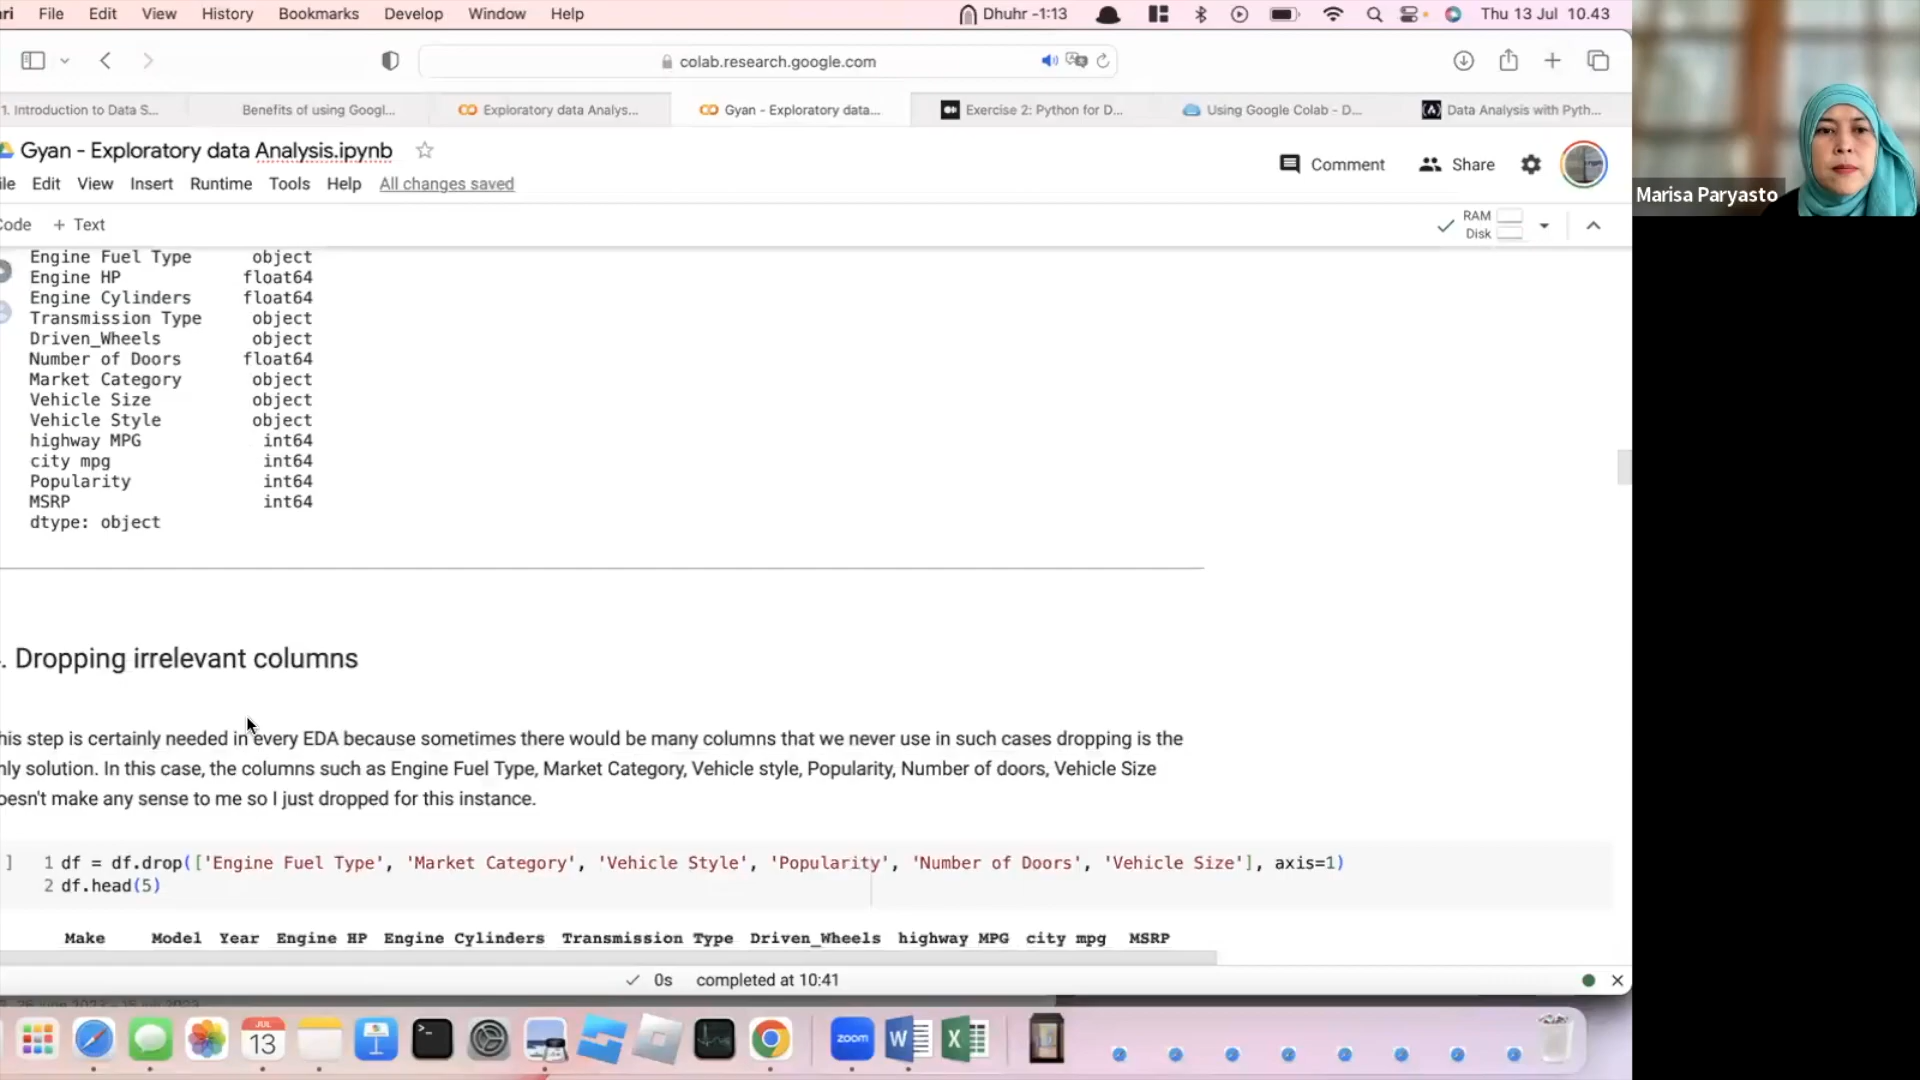 ri File Edit View History Bookmarks Develop Window Help Dhuhr -1:13 Thu 13 Jul 10.43
colab.research.google.com
1. Introduction to Data S... Benefits of using Googl... Exploratory data Analys... Gyan - Exploratory data... Exercise 2: Python for D... Using Google Colab - D... Data Analysis with Pyth...
Gyan - Exploratory data Analysis.ipynb
Comment Share
Marisa Paryasto
ile Edit View Insert Runtime Tools Help All changes saved
Code + Text
RAM
Disk
Engine Fuel Type object
Engine HP float64
Engine Cylinders float64
Transmission Type object
Driven_Wheels object
Number of Doors float64
Market Category object
Vehicle Size object
Vehicle Style object
highway MPG int64
city mpg int64
Popularity int64
MSRP int64
dtype: object
. Dropping irrelevant columns
his step is certainly needed in every EDA because sometimes there would be many columns that we never use in such cases dropping is the
nly solution. In this case, the columns such as Engine Fuel Type, Market Category, Vehicle style, Popularity, Number of doors, Vehicle Size
oesn't make any sense to me so I just dropped for this instance.
] 1 df = df.drop(['Engine Fuel Type', 'Market Category', 'Vehicle Style', 'Popularity', 'Number of Doors', 'Vehicle Size'], axis=1)
2 df.head(5)
Make Model Year Engine HP Engine Cylinders Transmission Type Driven_Wheels highway MPG city mpg MSRP
0s completed at 10:41
JUL
13
zoom
W
X